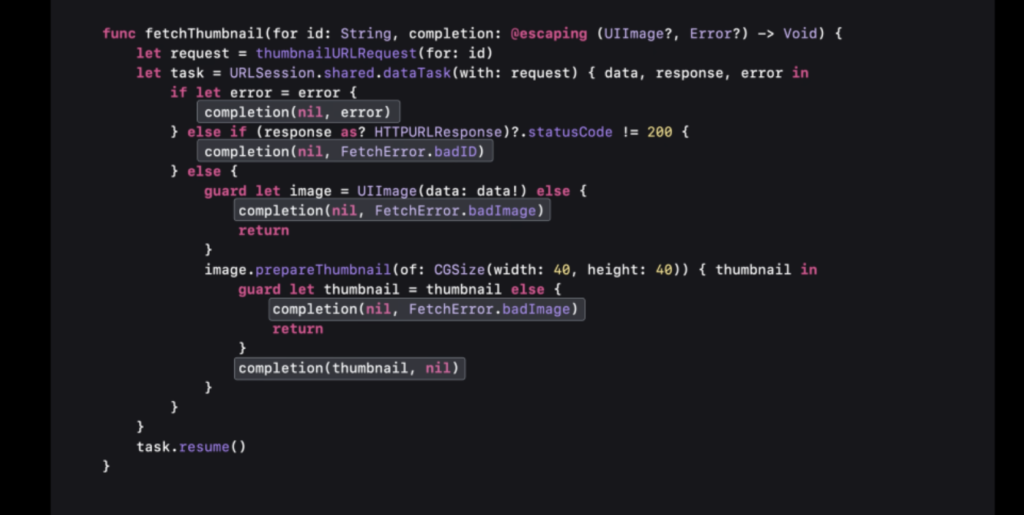 func fetchThumbnail(for id: String, completion: @escaping (UIImage?, Error?) -> Void) {
    let request = thumbnailURLRequest(for: id)
    let task = URLSession.shared.dataTask(with: request) { data, response, error in
        if let error = error {
            completion(nil, error)
        } else if (response as? HTTPURLResponse)?.statusCode != 200 {
            completion(nil, FetchError.badID)
        } else {
            guard let image = UIImage(data: data!) else {
                completion(nil, FetchError.badImage)
                return
            }
            image.prepareThumbnail(of: CGSize(width: 40, height: 40)) { thumbnail in
                guard let thumbnail = thumbnail else {
                    completion(nil, FetchError.badImage)
                    return
                }
                completion(thumbnail, nil)
            }
        }
    }
    task.resume()
}